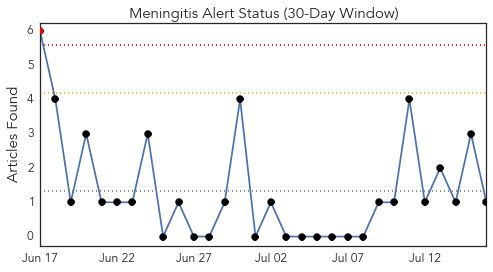 Meningitis Alert Status (30-Day Window)
Articles Found
6
5
4
3
2
1
0
Jun 17
Jun 22
Jun 27
Jul 02
Jul 07
Jul 12